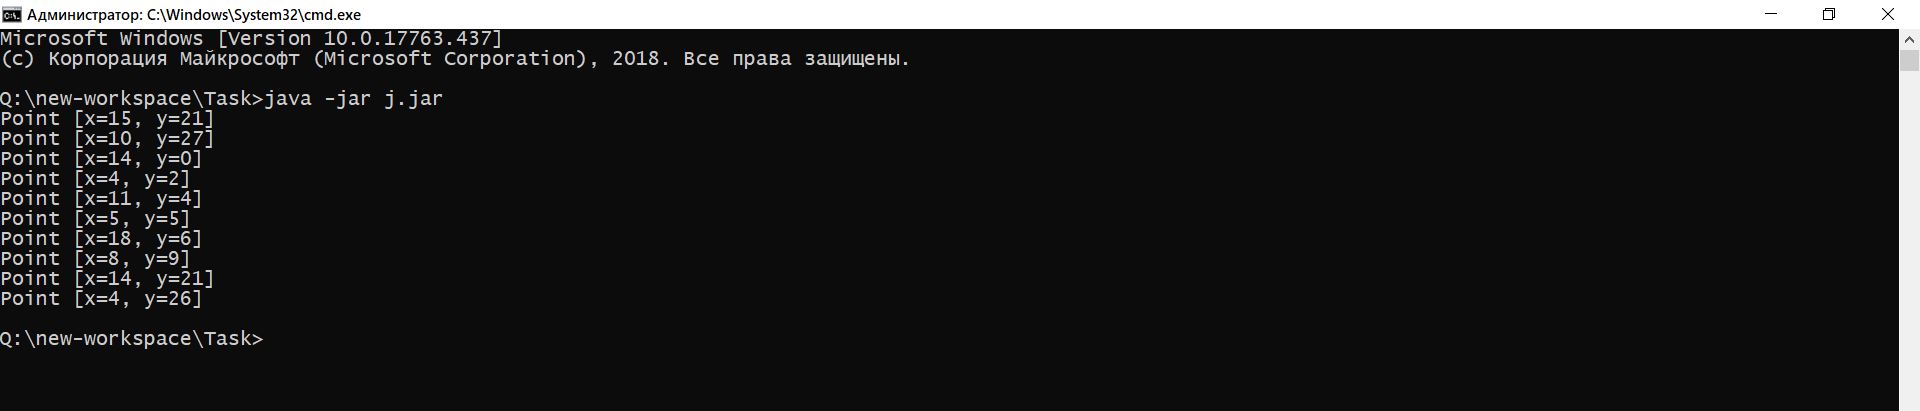 Администратор: C:\Windows\System32\cmd.exe
Microsoft Windows [Version 10.0.17763.437]
(c) Корпорация Майкрософт (Microsoft Corporation), 2018. Все права защищены.
Q:\new-workspace\Task>java -jar j.jar
Point [x=15, y=21]
Point [x=10, y=27]
Point [x=14, y=0]
Point [x=4, y=2]
Point [x=11, y=4]
Point [x=5, y=5]
Point [x=18, y=6]
Point [x=8, y=9]
Point [x=14, y=21]
Point [x=4, y=26]
Q:\new-workspace\Task>